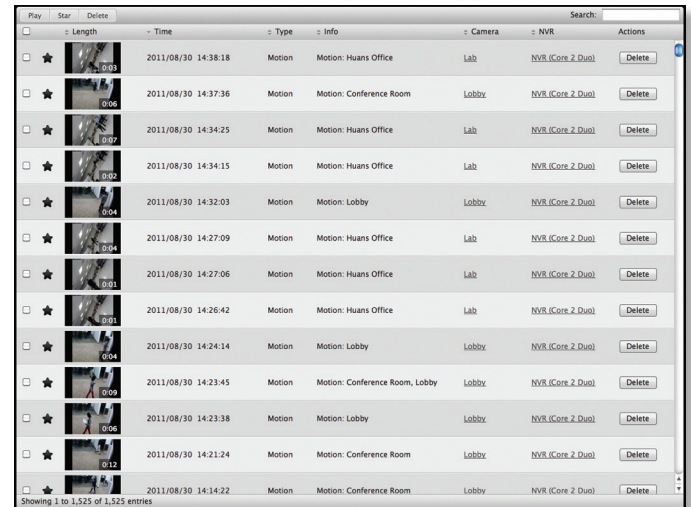 Play Star Delete Search:
Length Time Type Info Camera NVR Actions
0:03 2011/08/30 14:38:18 Motion Motion: Huans Office Lab NVR (Core 2 Duo) Delete
0:06 2011/08/30 14:37:36 Motion Motion: Conference Room Lobby NVR (Core 2 Duo) Delete
0:07 2011/08/30 14:34:25 Motion Motion: Huans Office Lab NVR (Core 2 Duo) Delete
0:02 2011/08/30 14:34:15 Motion Motion: Huans Office Lab NVR (Core 2 Duo) Delete
0:04 2011/08/30 14:32:03 Motion Motion: Lobby Lobby NVR (Core 2 Duo) Delete
0:04 2011/08/30 14:27:09 Motion Motion: Huans Office Lab NVR (Core 2 Duo) Delete
0:01 2011/08/30 14:27:06 Motion Motion: Huans Office Lab NVR (Core 2 Duo) Delete
0:01 2011/08/30 14:26:42 Motion Motion: Huans Office Lab NVR (Core 2 Duo) Delete
0:04 2011/08/30 14:24:14 Motion Motion: Lobby Lobby NVR (Core 2 Duo) Delete
0:09 2011/08/30 14:23:45 Motion Motion: Conference Room, Lobby Lobby NVR (Core 2 Duo) Delete
0:06 2011/08/30 14:23:38 Motion Motion: Lobby Lobby NVR (Core 2 Duo) Delete
0:12 2011/08/30 14:21:24 Motion Motion: Conference Room Lobby NVR (Core 2 Duo) Delete
2011/08/30 14:14:22 Motion Motion: Conference Room Lobby NVR (Core 2 Duo) Delete
Showing 1 to 1,525 of 1,525 entries